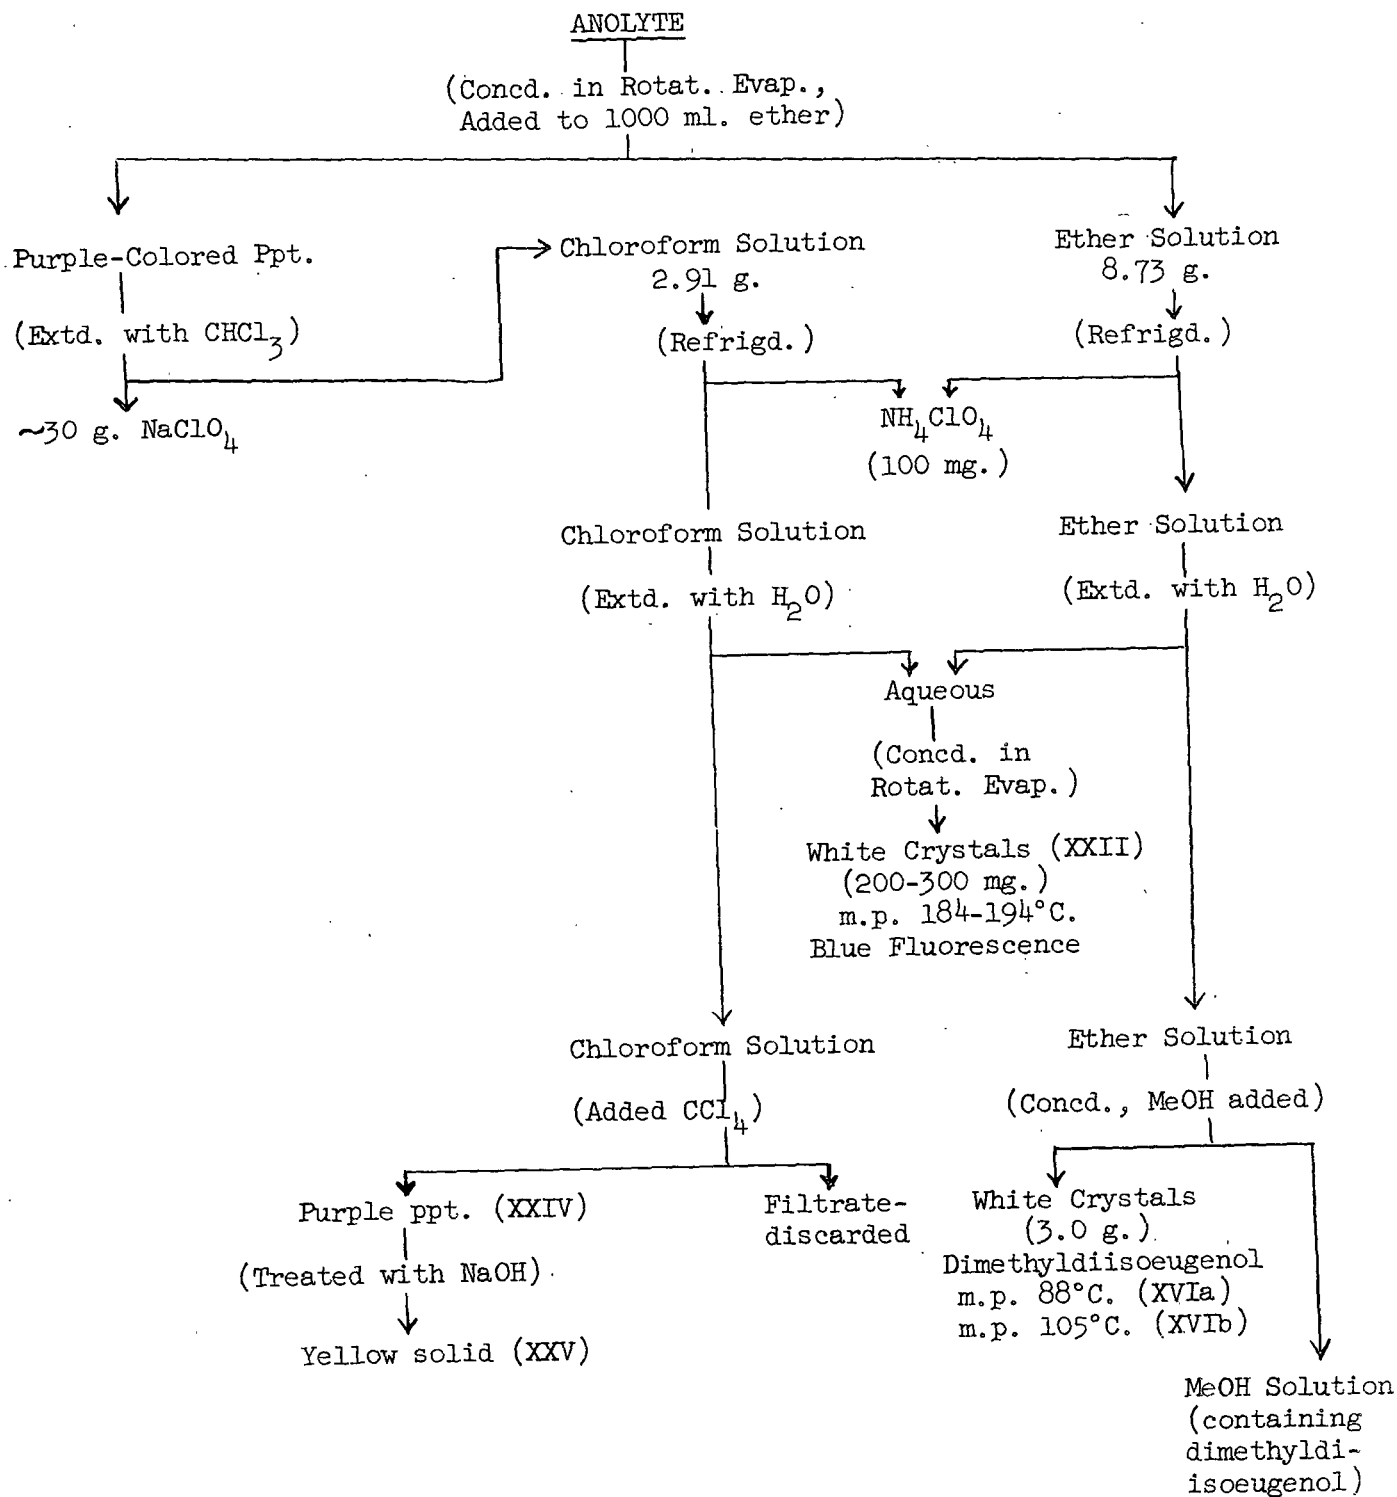 ANOLYTE
(Concd. in Rotat. Evap.,
Added to 1000 ml. ether)
Purple-Colored Ppt.
(Extd. with CHCl3)
~30 g. NaClO4
Chloroform Solution
2.91 g.
(Refrigd.)
Ether Solution
8.73 g.
(Refrigd.)
NH4ClO4
(100 mg.)
Chloroform Solution
(Extd. with H2O)
Ether Solution
(Extd. with H2O)
Aqueous
(Concd. in
Rotat. Evap.)
White Crystals (XXII)
(200-300 mg.)
m.p. 184-194°C.
Blue Fluorescence
Chloroform Solution
(Added CCl4)
Purple ppt. (XXIV)
(Treated with NaOH).
Yellow solid (XXV)
Filtrate-
discarded
Ether Solution
(Concd., MeOH added)
White Crystals
(3.0 g.)
Dimethyldiisoeugenol
m.p. 88°C. (XVIa)
m.p. 105°C. (XVIb)
MeOH Solution
(containing
dimethyldi-
isoeugenol)